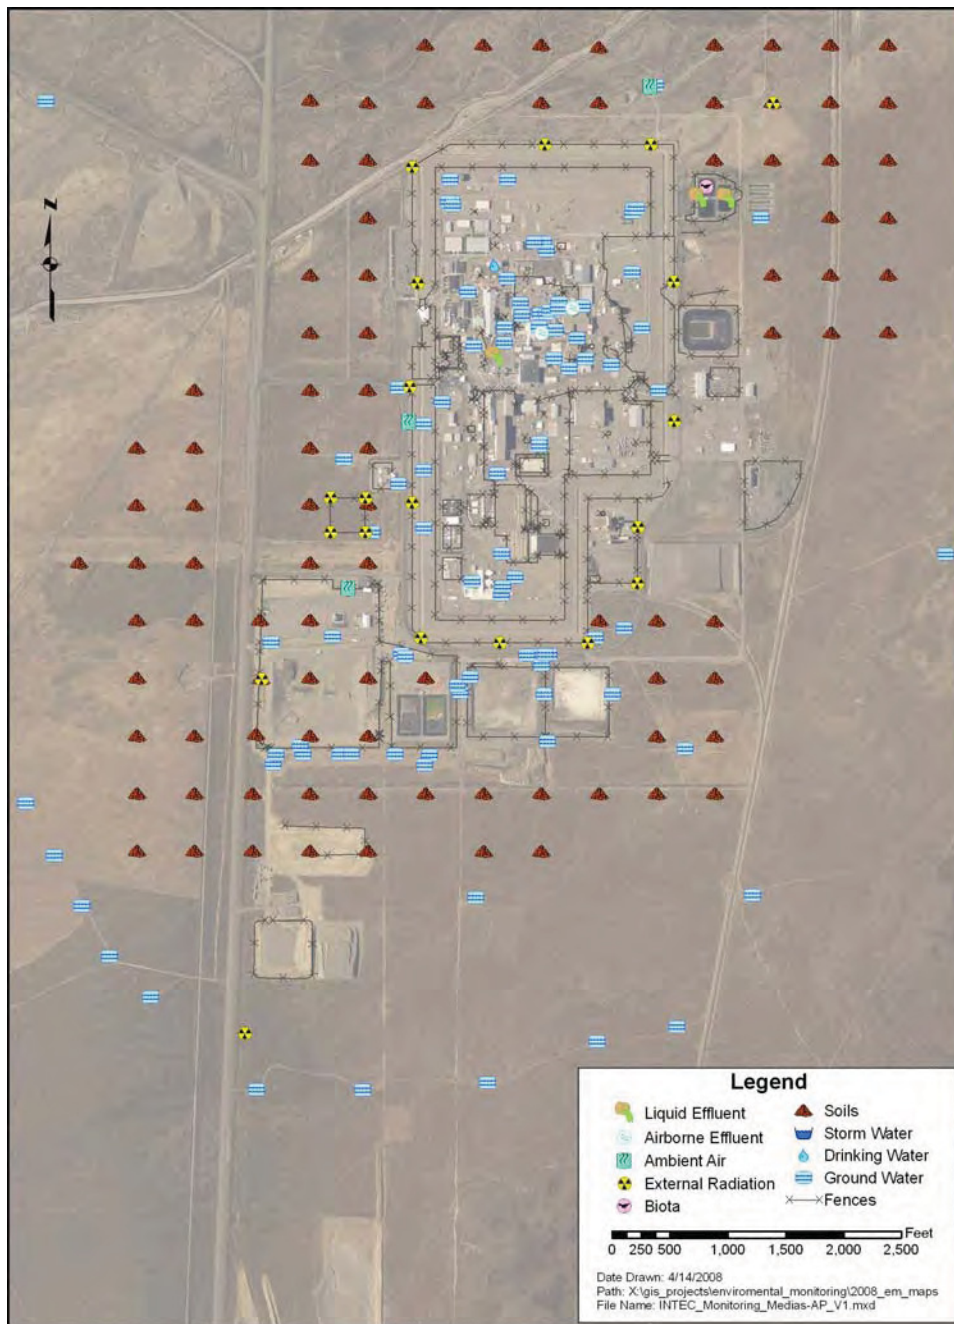 N
Legend
Liquid Effluent
Airborne Effluent
Ambient Air
External Radiation
Biota
Soils
Storm Water
Drinking Water
Ground Water
Fences
Feet
0 250 500 1,000 1,500 2,000 2,500
Date Drawn: 4/14/2008
Path: X:\gis_projects\enviromental_monitoring\2008_em_maps
File Name: INTEC_Monitoring_Medias-AP_V1.mxd